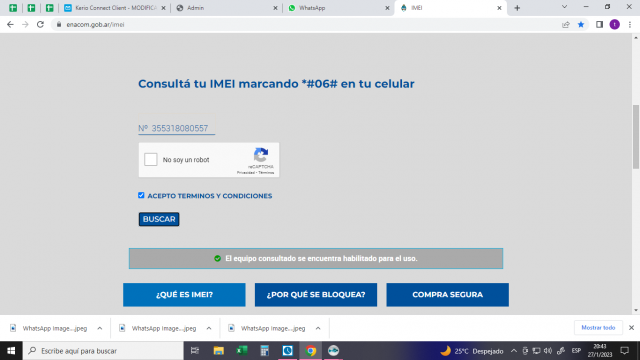 Kerio Connect Client - MODIFICA
Admin
WhatsApp
IMEI
enacom.gob.ar/imei
t
Consultá tu IMEI marcando *#06# en tu celular
Nº 355318080557
No soy un robot
reCAPTCHA
Privacidad - Términos
ACEPTO TERMINOS Y CONDICIONES
BUSCAR
El equipo consultado se encuentra habilitado para el uso.
¿QUÉ ES IMEI?
¿POR QUÉ SE BLOQUEA?
COMPRA SEGURA
WhatsApp Image....jpeg
WhatsApp Image....jpeg
WhatsApp Image....jpeg
Mostrar todo
Escribe aquí para buscar
25°C Despejado
ESP
20:43
27/1/2023